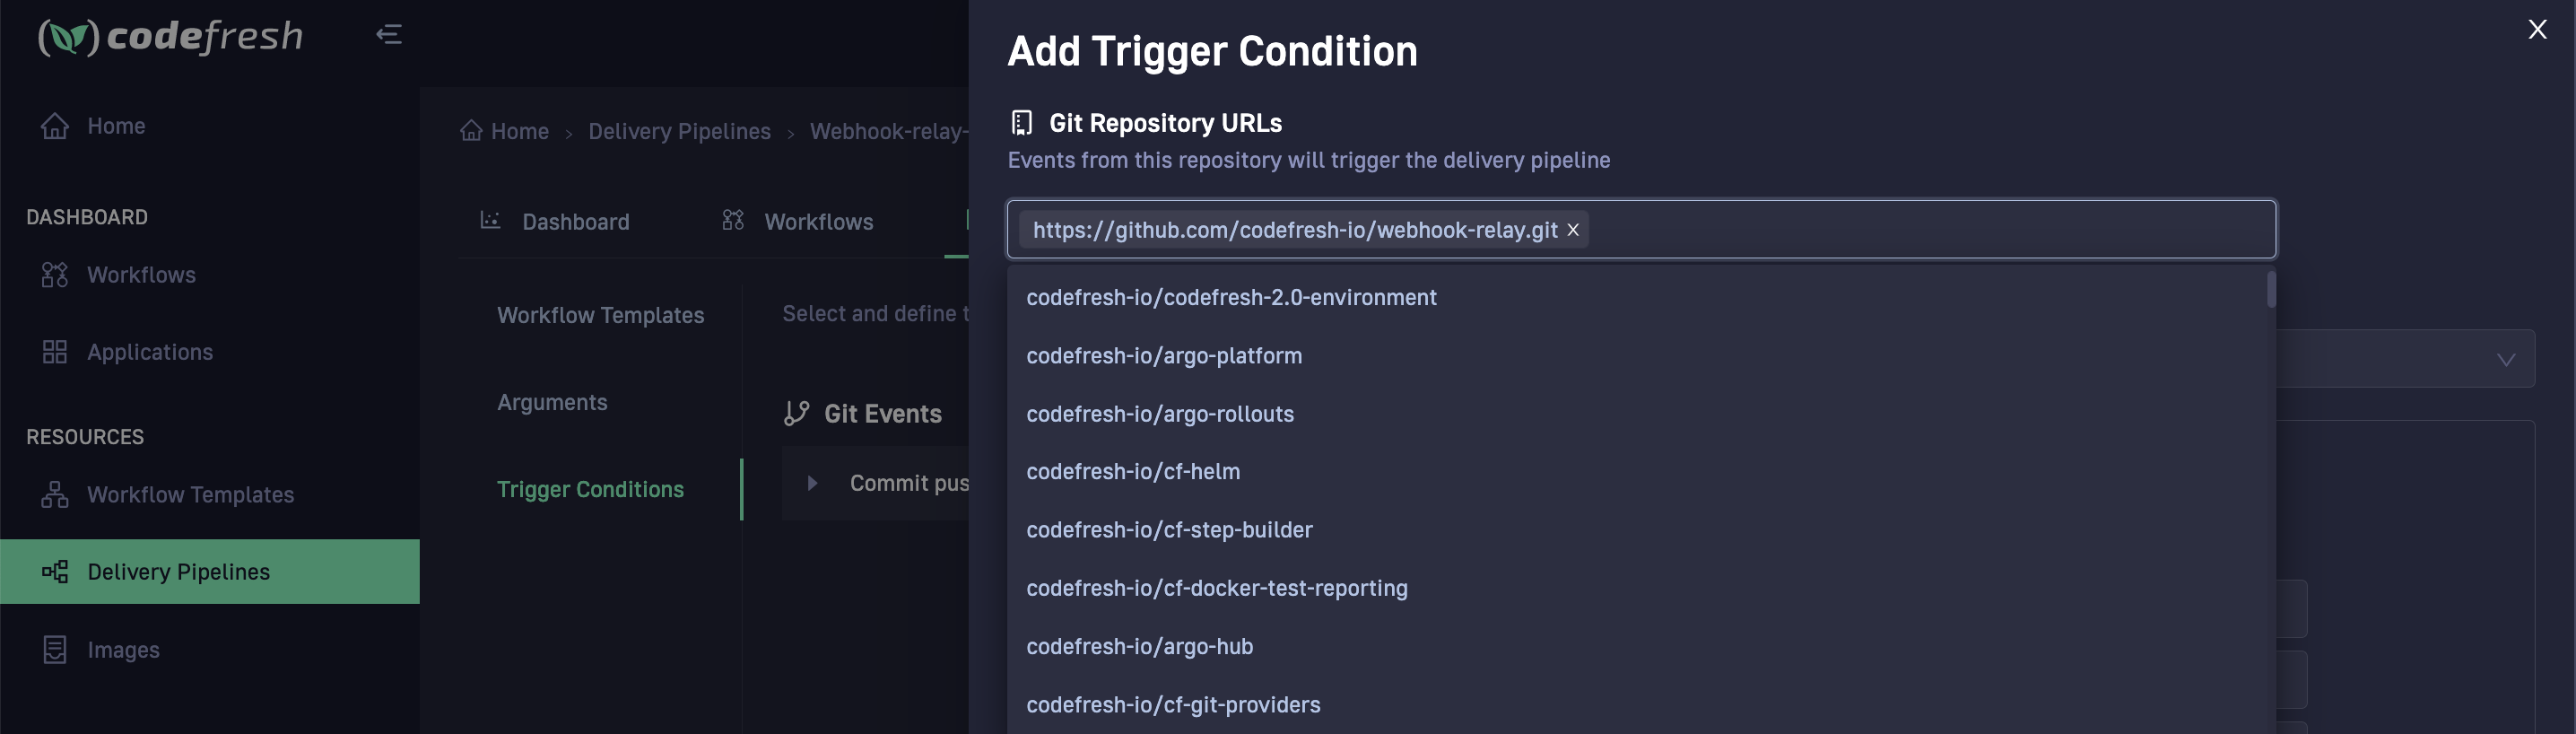 codefresh
Home
DASHBOARD
Workflows
Applications
RESOURCES
Workflow Templates
Delivery Pipelines
Images
Home > Delivery Pipelines > Webhook-relay-
Dashboard
Workflows
Workflow Templates
Arguments
Trigger Conditions
Select and define t
Git Events
Commit pus
Add Trigger Condition
Git Repository URLs
Events from this repository will trigger the delivery pipeline
https://github.com/codefresh-io/webhook-relay.git
codefresh-io/codefresh-2.0-environment
codefresh-io/argo-platform
codefresh-io/argo-rollouts
codefresh-io/cf-helm
codefresh-io/cf-step-builder
codefresh-io/cf-docker-test-reporting
codefresh-io/argo-hub
codefresh-io/cf-git-providers